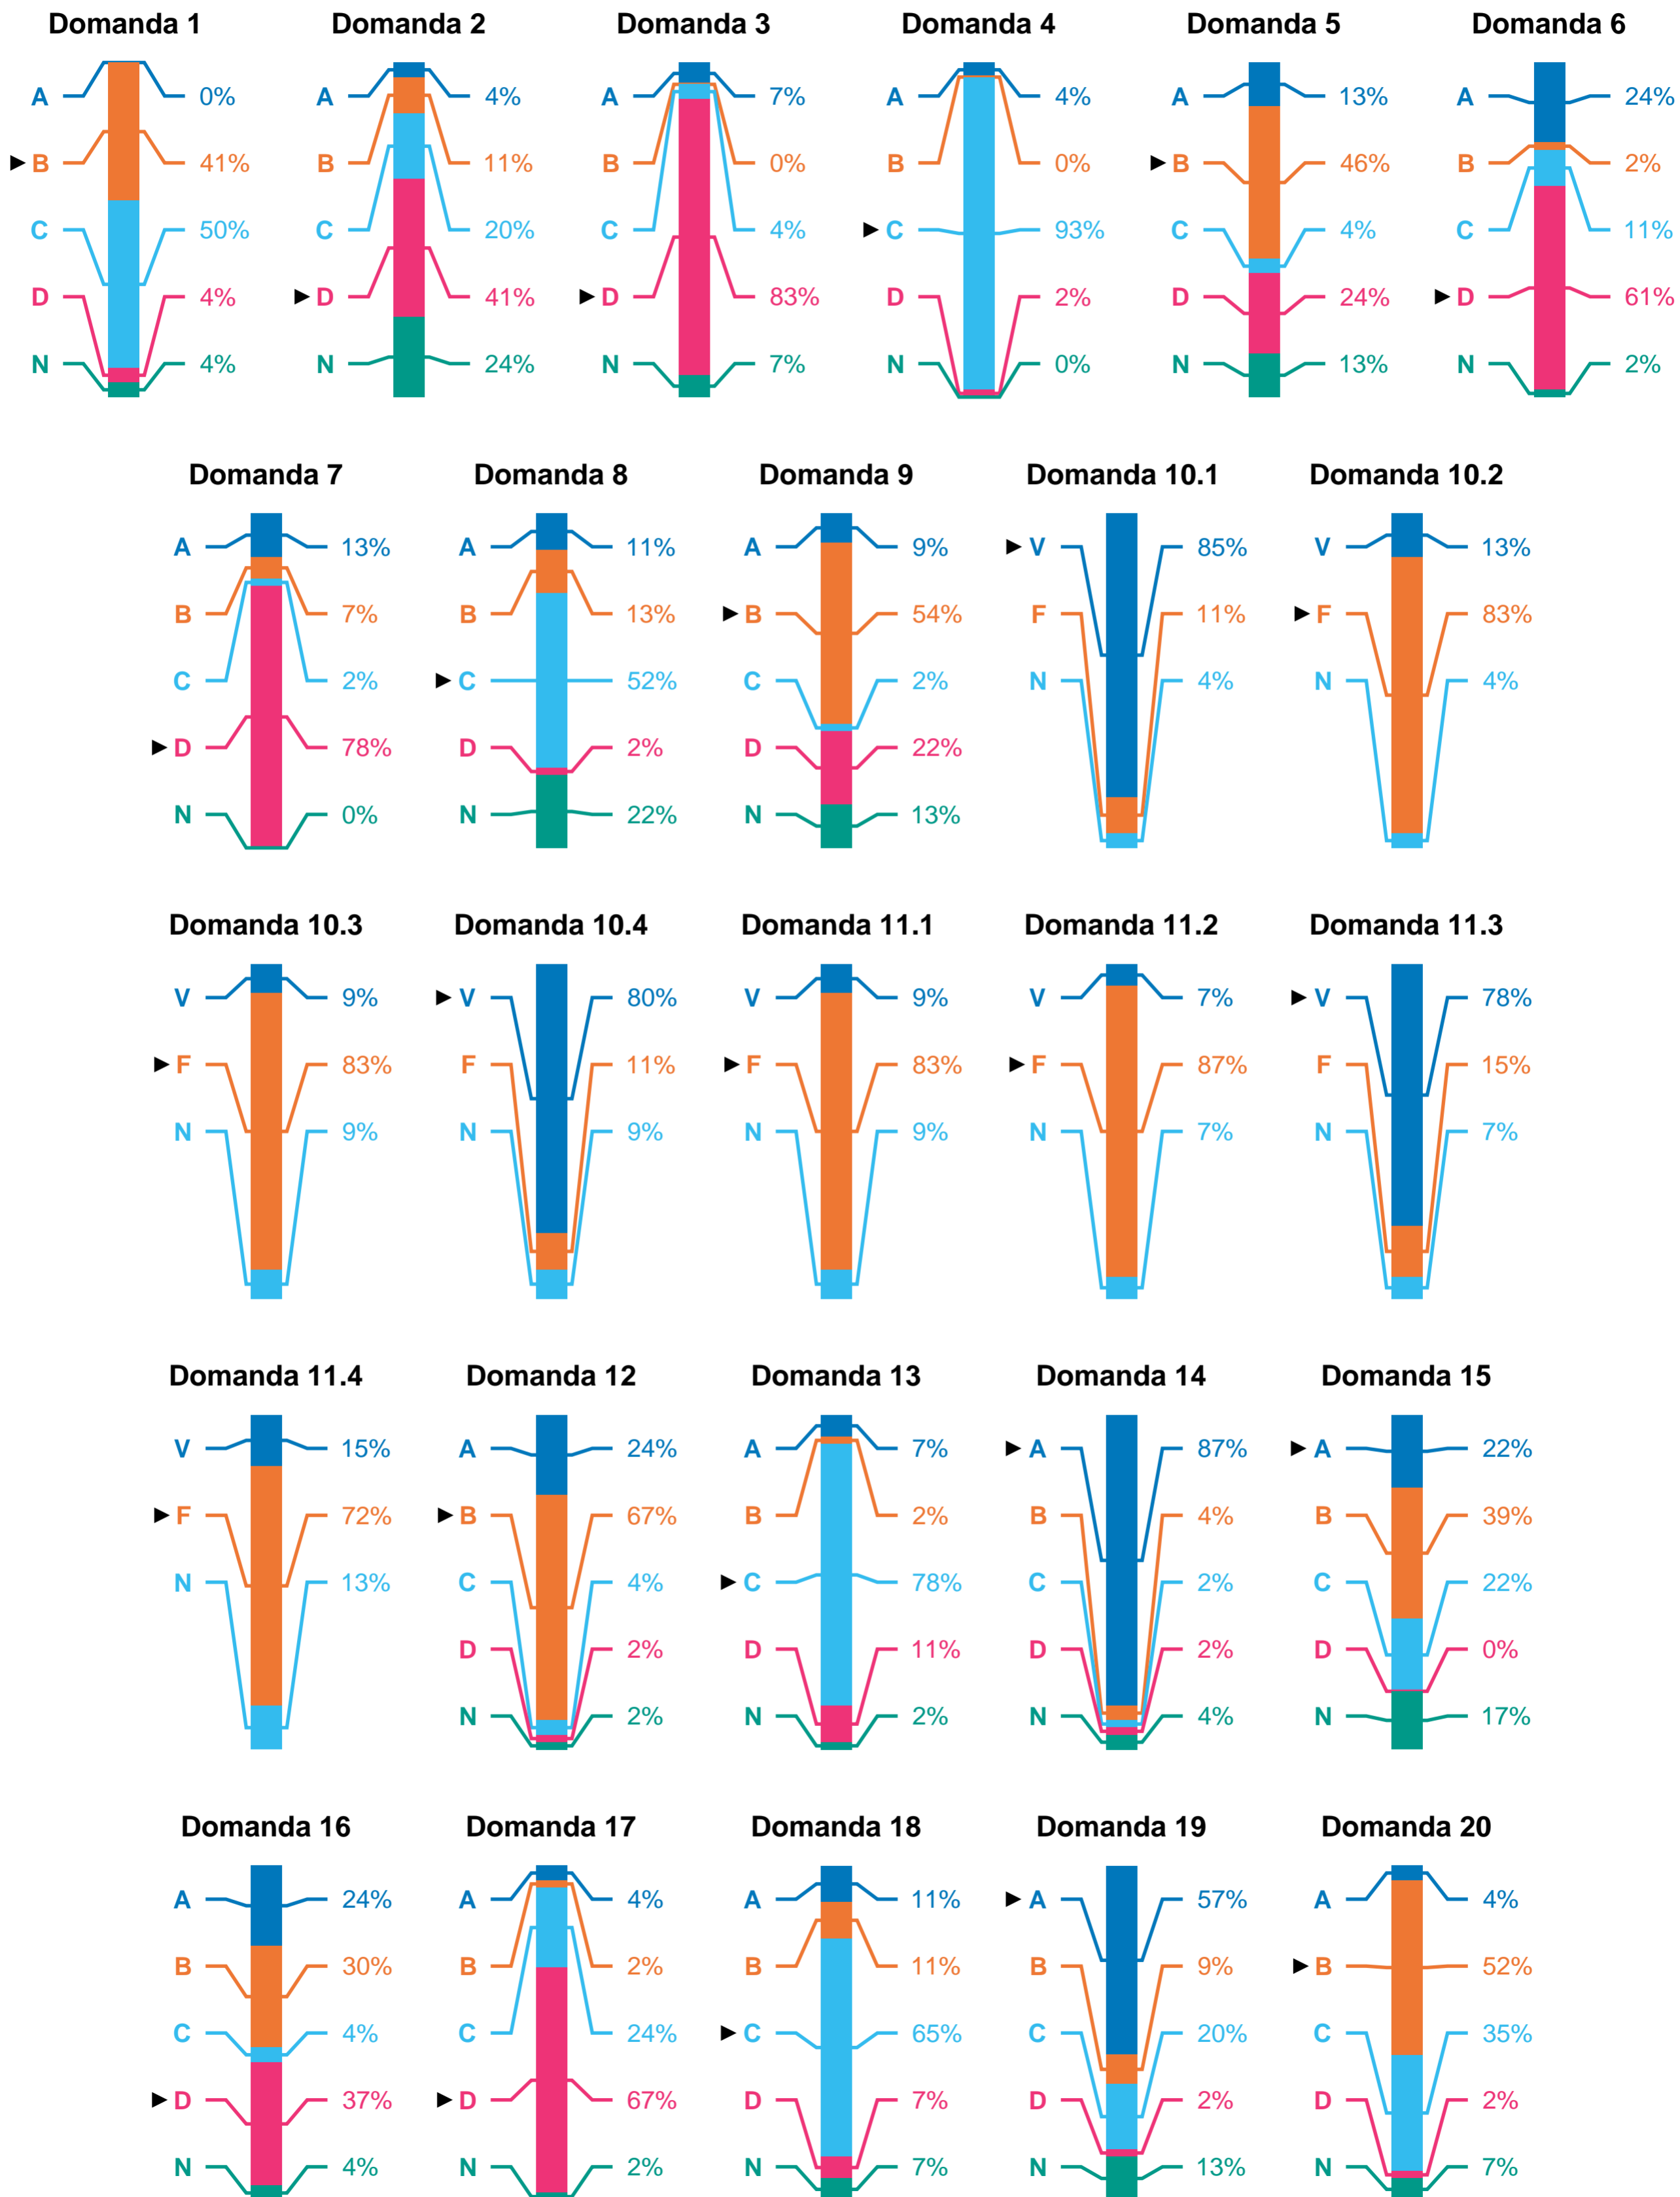 Domanda 1 Domanda 2 Domanda 3 Domanda 4 Domanda 5 Domanda 6
A 0% A 4% A 7% A 4% A 13% A 24%
► B 41% B 11% B 0% B 0% ► B 46% B 2%
C 50% C 20% C 4% ► C 93% C 4% C 11%
D 4% ► D 41% ► D 83% D 2% D 24% ► D 61%
N 4% N 24% N 7% N 0% N 13% N 2%
Domanda 7 Domanda 8 Domanda 9 Domanda 10.1 Domanda 10.2
A 13% A 11% A 9% ► V 85% V 13%
B 7% B 13% ► B 54% F 11% ► F 83%
C 2% ► C 52% C 2% N 4% N 4%
► D 78% D 2% D 22%
N 0% N 22% N 13%
Domanda 10.3 Domanda 10.4 Domanda 11.1 Domanda 11.2 Domanda 11.3
V 9% ► V 80% V 9% V 7% ► V 78%
► F 83% F 11% ► F 83% ► F 87% F 15%
N 9% N 9% N 9% N 7% N 7%
Domanda 11.4 Domanda 12 Domanda 13 Domanda 14 Domanda 15
V 15% A 24% A 7% ► A 87% ► A 22%
► F 72% ► B 67% B 2% B 4% B 39%
N 13% C 4% ► C 78% C 2% C 22%
D 2% D 11% D 2% D 0%
N 2% N 2% N 4% N 17%
Domanda 16 Domanda 17 Domanda 18 Domanda 19 Domanda 20
A 24% A 4% A 11% ► A 57% A 4%
B 30% B 2% B 11% B 9% ► B 52%
C 4% C 24% ► C 65% C 20% C 35%
► D 37% ► D 67% D 7% D 2% D 2%
N 4% N 2% N 7% N 13% N 7%